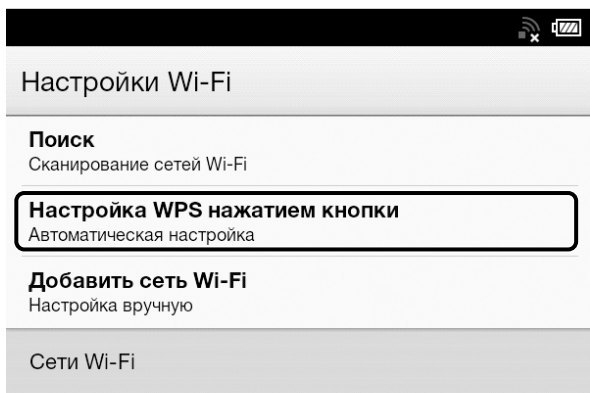 Настройки Wi-Fi
Поиск
Сканирование сетей Wi-Fi
Настройка WPS нажатием кнопки
Автоматическая настройка
Добавить сеть Wi-Fi
Настройка вручную
Сети Wi-Fi